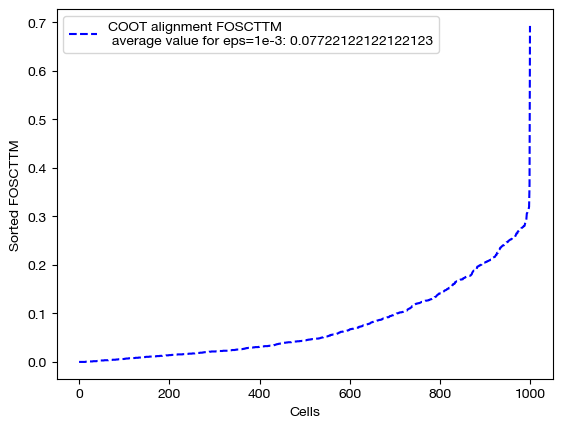 COOT alignment FOSCTTM
average value for eps=1e-3: 0.07722122122122123
0.7
0.6
0.5
0.4
0.3
0.2
0.1
0.0
Sorted FOSCTTM
0 200 400 600 800 1000
Cells